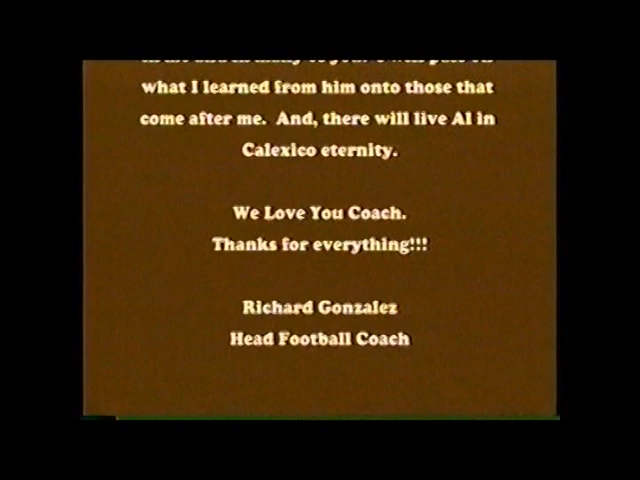 what I learned from him onto those that
come after me.  And, there will live Al in
Calexico eternity.
We Love You Coach.
Thanks for everything!!!
Richard Gonzalez
Head Football Coach